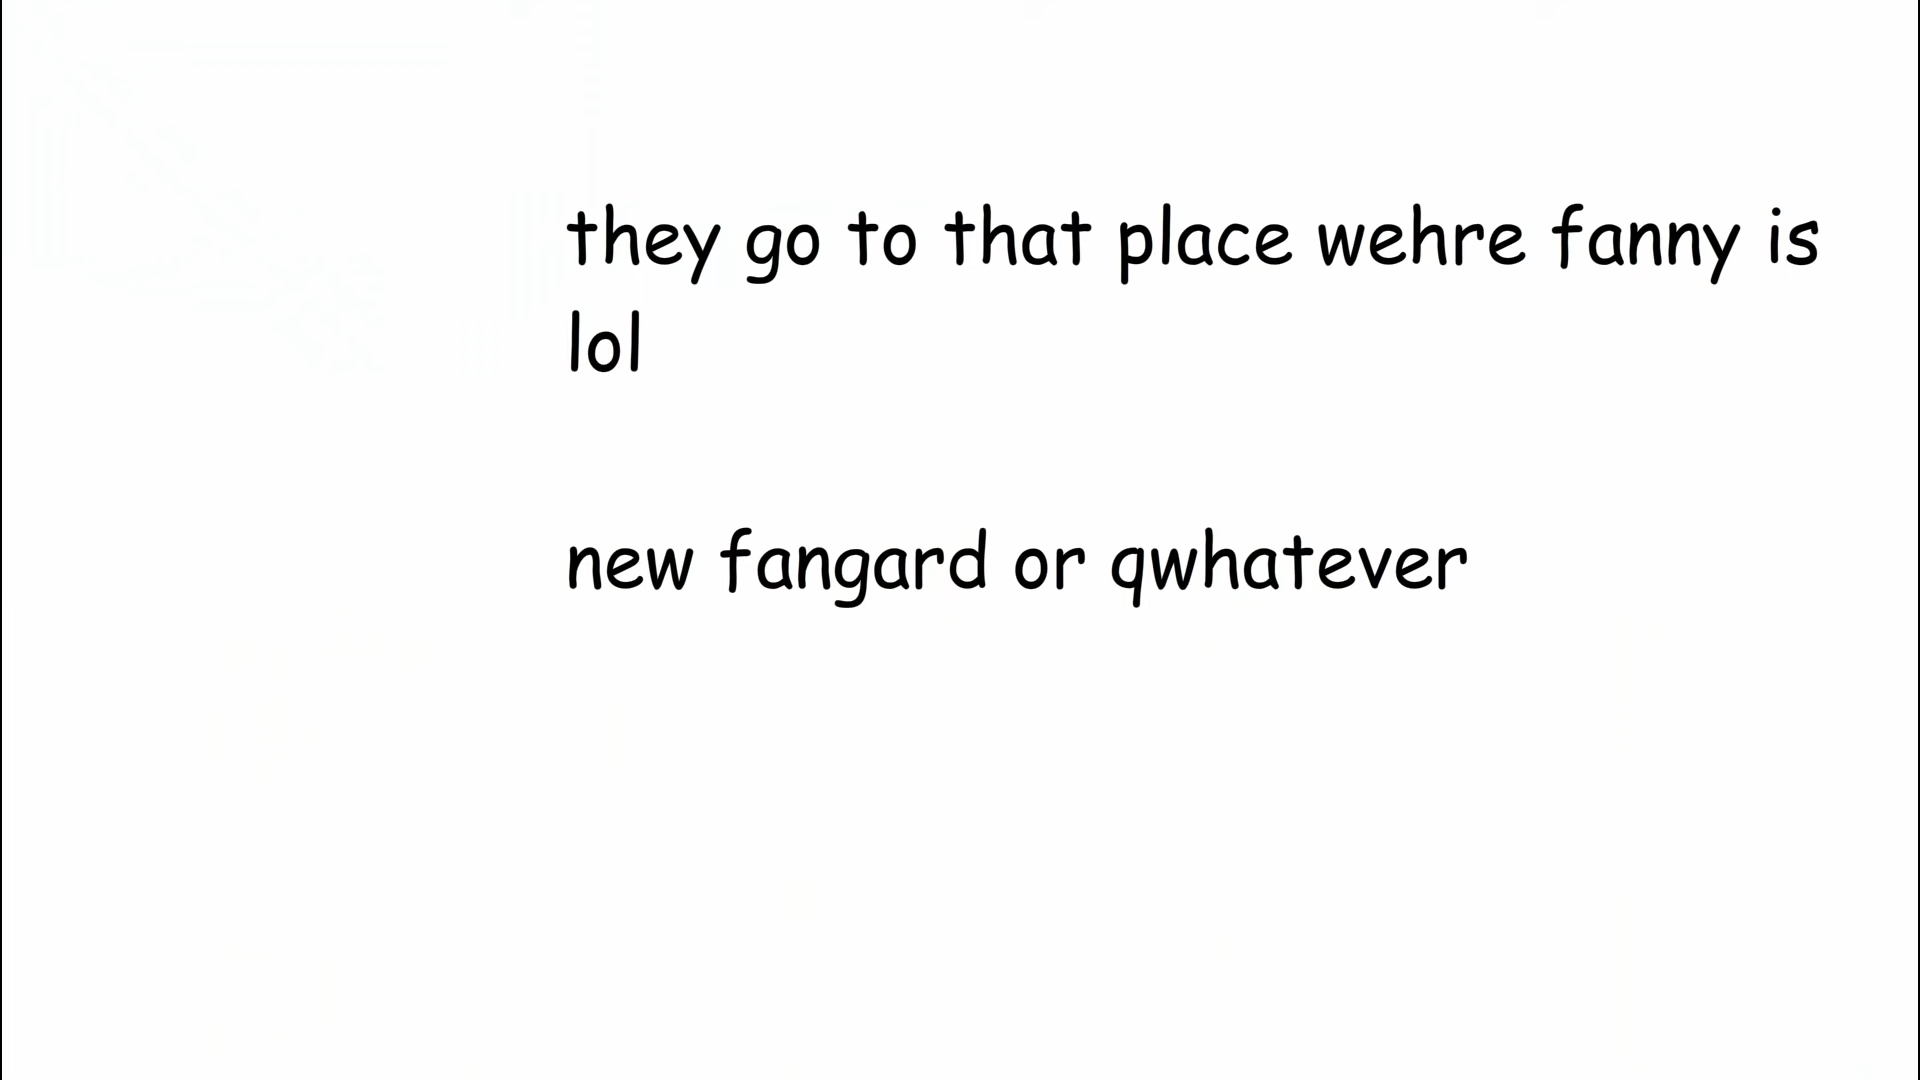 they go to that place wehre fanny is
lol
new fangard or qwhatever